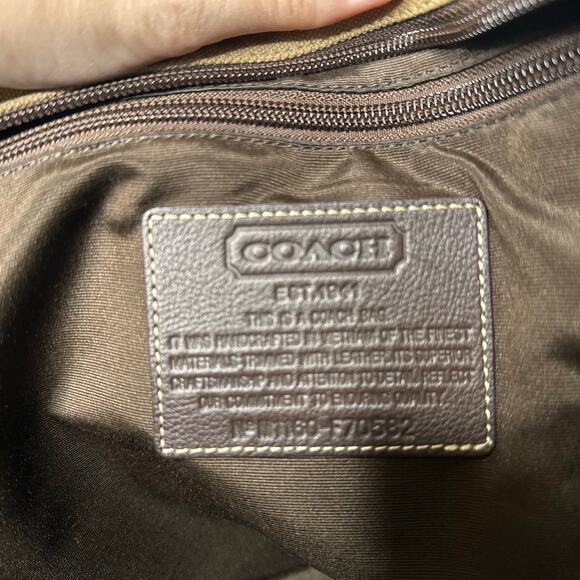 COACH
EST. 1941
THIS IS A COACH BAG.
IT WAS HANDCRAFTED IN VIETNAM OF THE FINEST
MATERIALS TRIMMED WITH LEATHER. ITS SUPERIOR
CRAFTSMANSHIP AND ATTENTION TO DETAIL REFLECT
OUR COMMITMENT TO ENDURING QUALITY.
Nº F70582